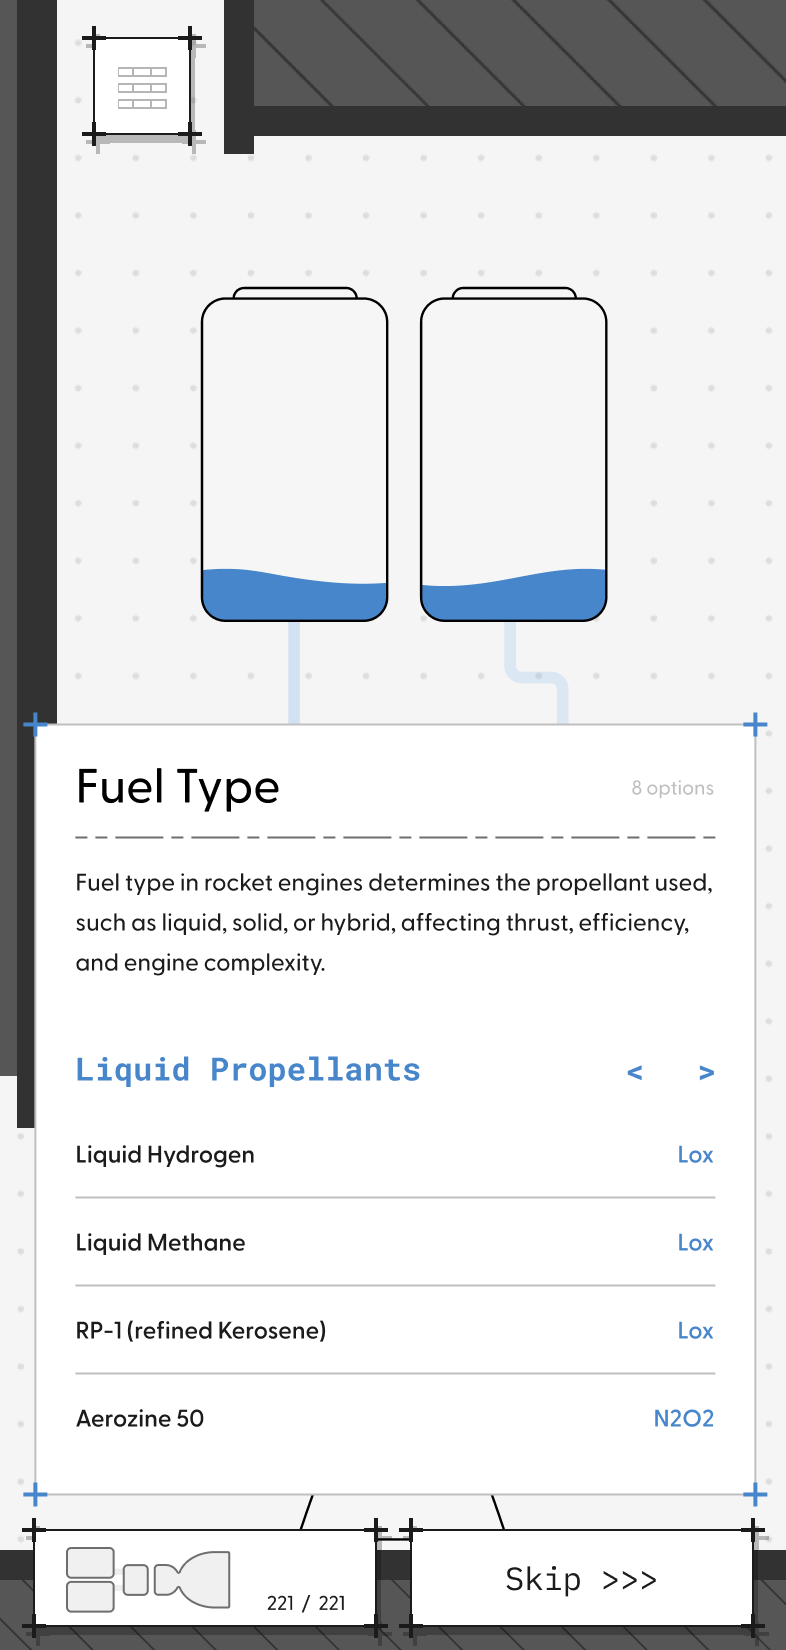 Fuel Type
8 options
Fuel type in rocket engines determines the propellant used,
such as liquid, solid, or hybrid, affecting thrust, efficiency,
and engine complexity.
Liquid Propellants < >
Liquid Hydrogen Lox
Liquid Methane Lox
RP-1 (refined Kerosene) Lox
Aerozine 50 N2O2
221 / 221
Skip >>>